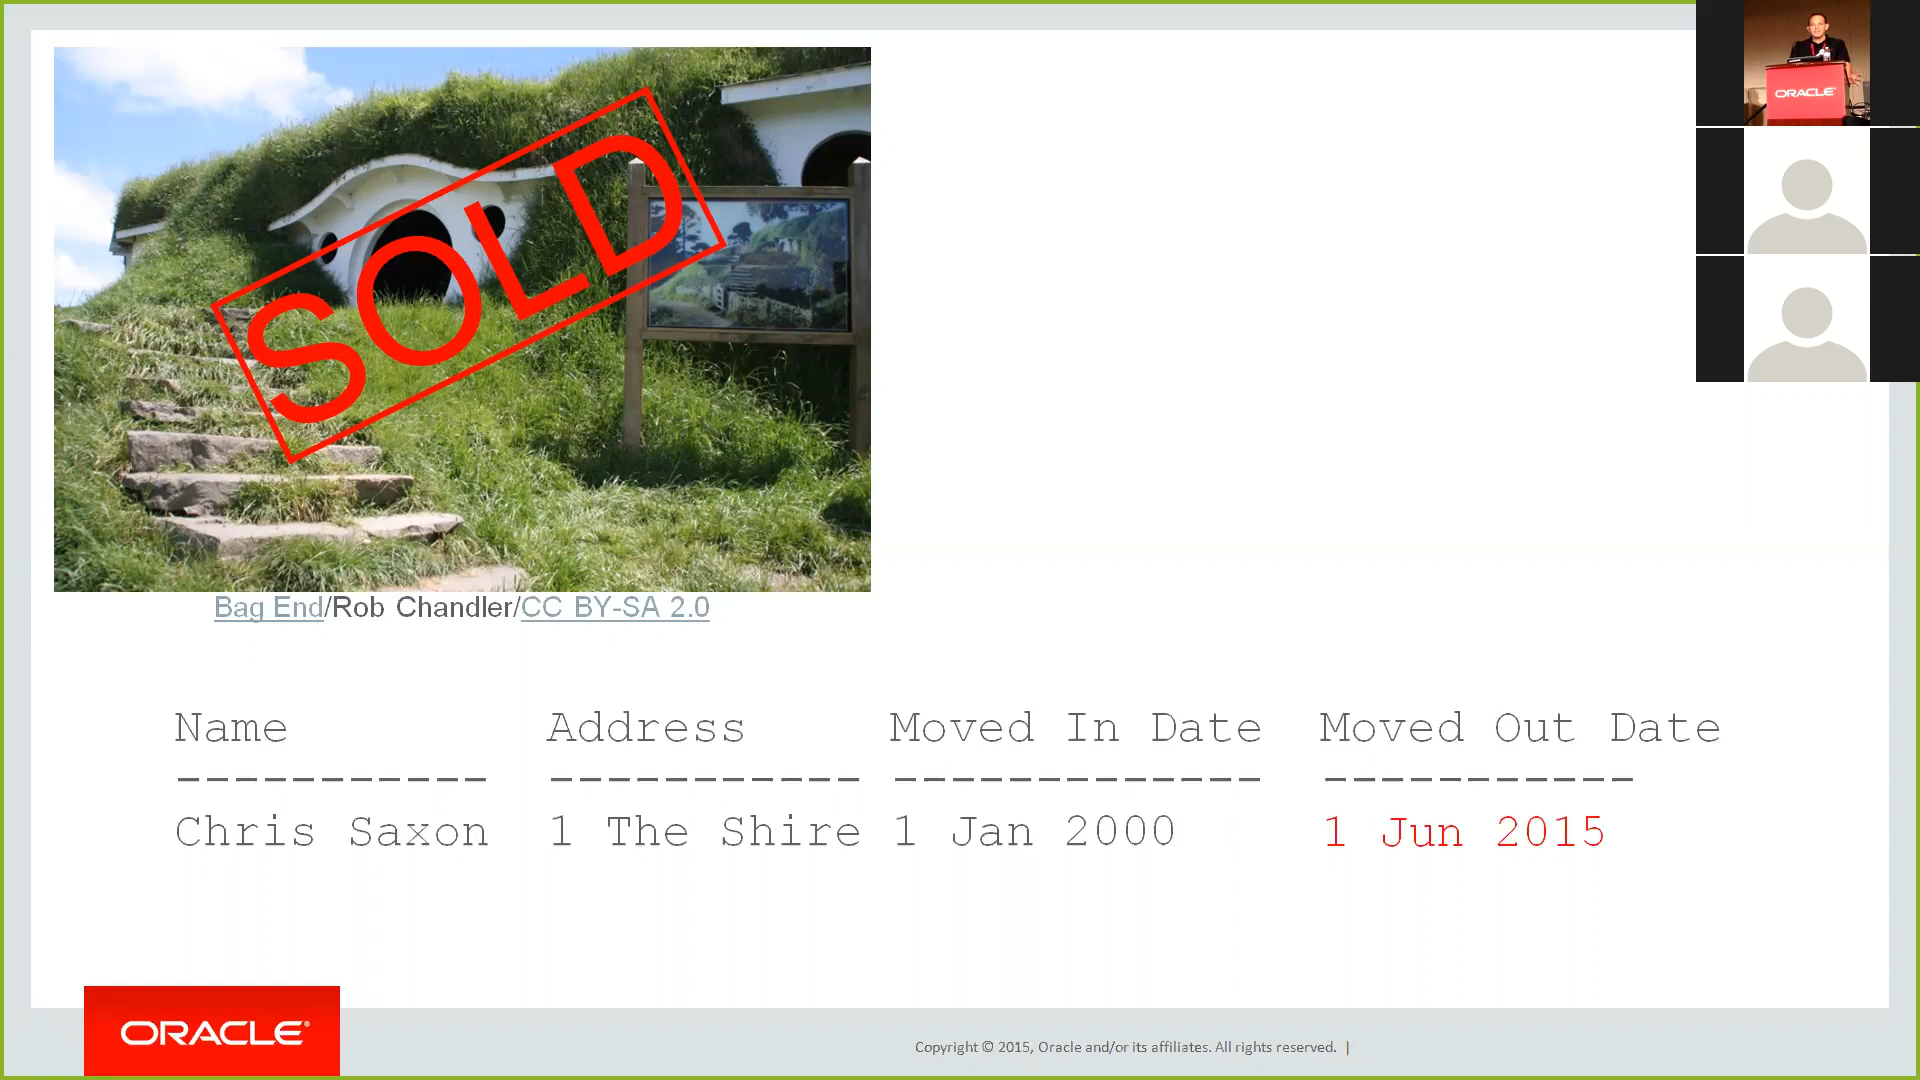 SOLD
ORACLE
Bag End/Rob Chandler/CC BY-SA 2.0
Name Address Moved In Date Moved Out Date
----------- ----------- ------------- -----------
Chris Saxon 1 The Shire 1 Jan 2000 1 Jun 2015
ORACLE
Copyright © 2015, Oracle and/or its affiliates. All rights reserved. |